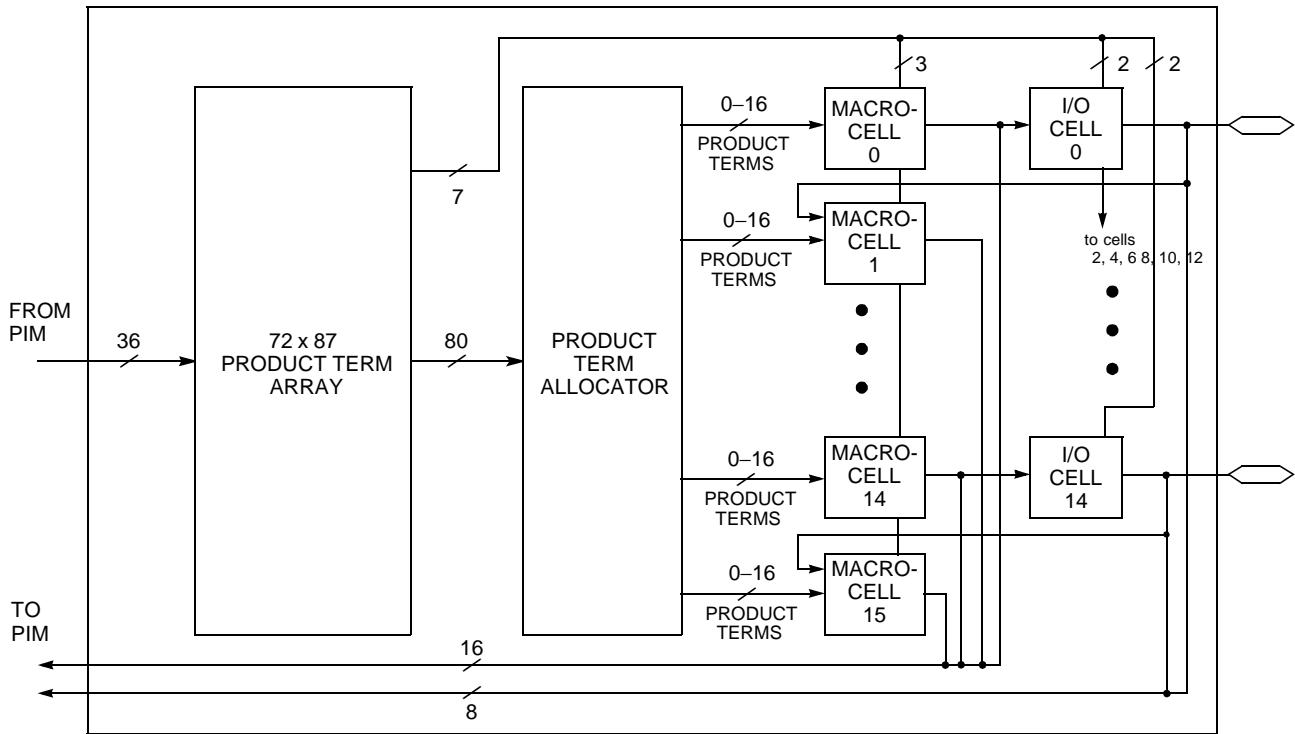 3
2
2
0–16
PRODUCT
TERMS
MACRO-
CELL
0
I/O
CELL
0
7
0–16
PRODUCT
TERMS
MACRO-
CELL
1
to cells
2, 4, 6 8, 10, 12
FROM
PIM
36
72 x 87
PRODUCT TERM
ARRAY
80
PRODUCT
TERM
ALLOCATOR
0–16
PRODUCT
TERMS
MACRO-
CELL
14
I/O
CELL
14
0–16
PRODUCT
TERMS
MACRO-
CELL
15
TO
PIM
16
8